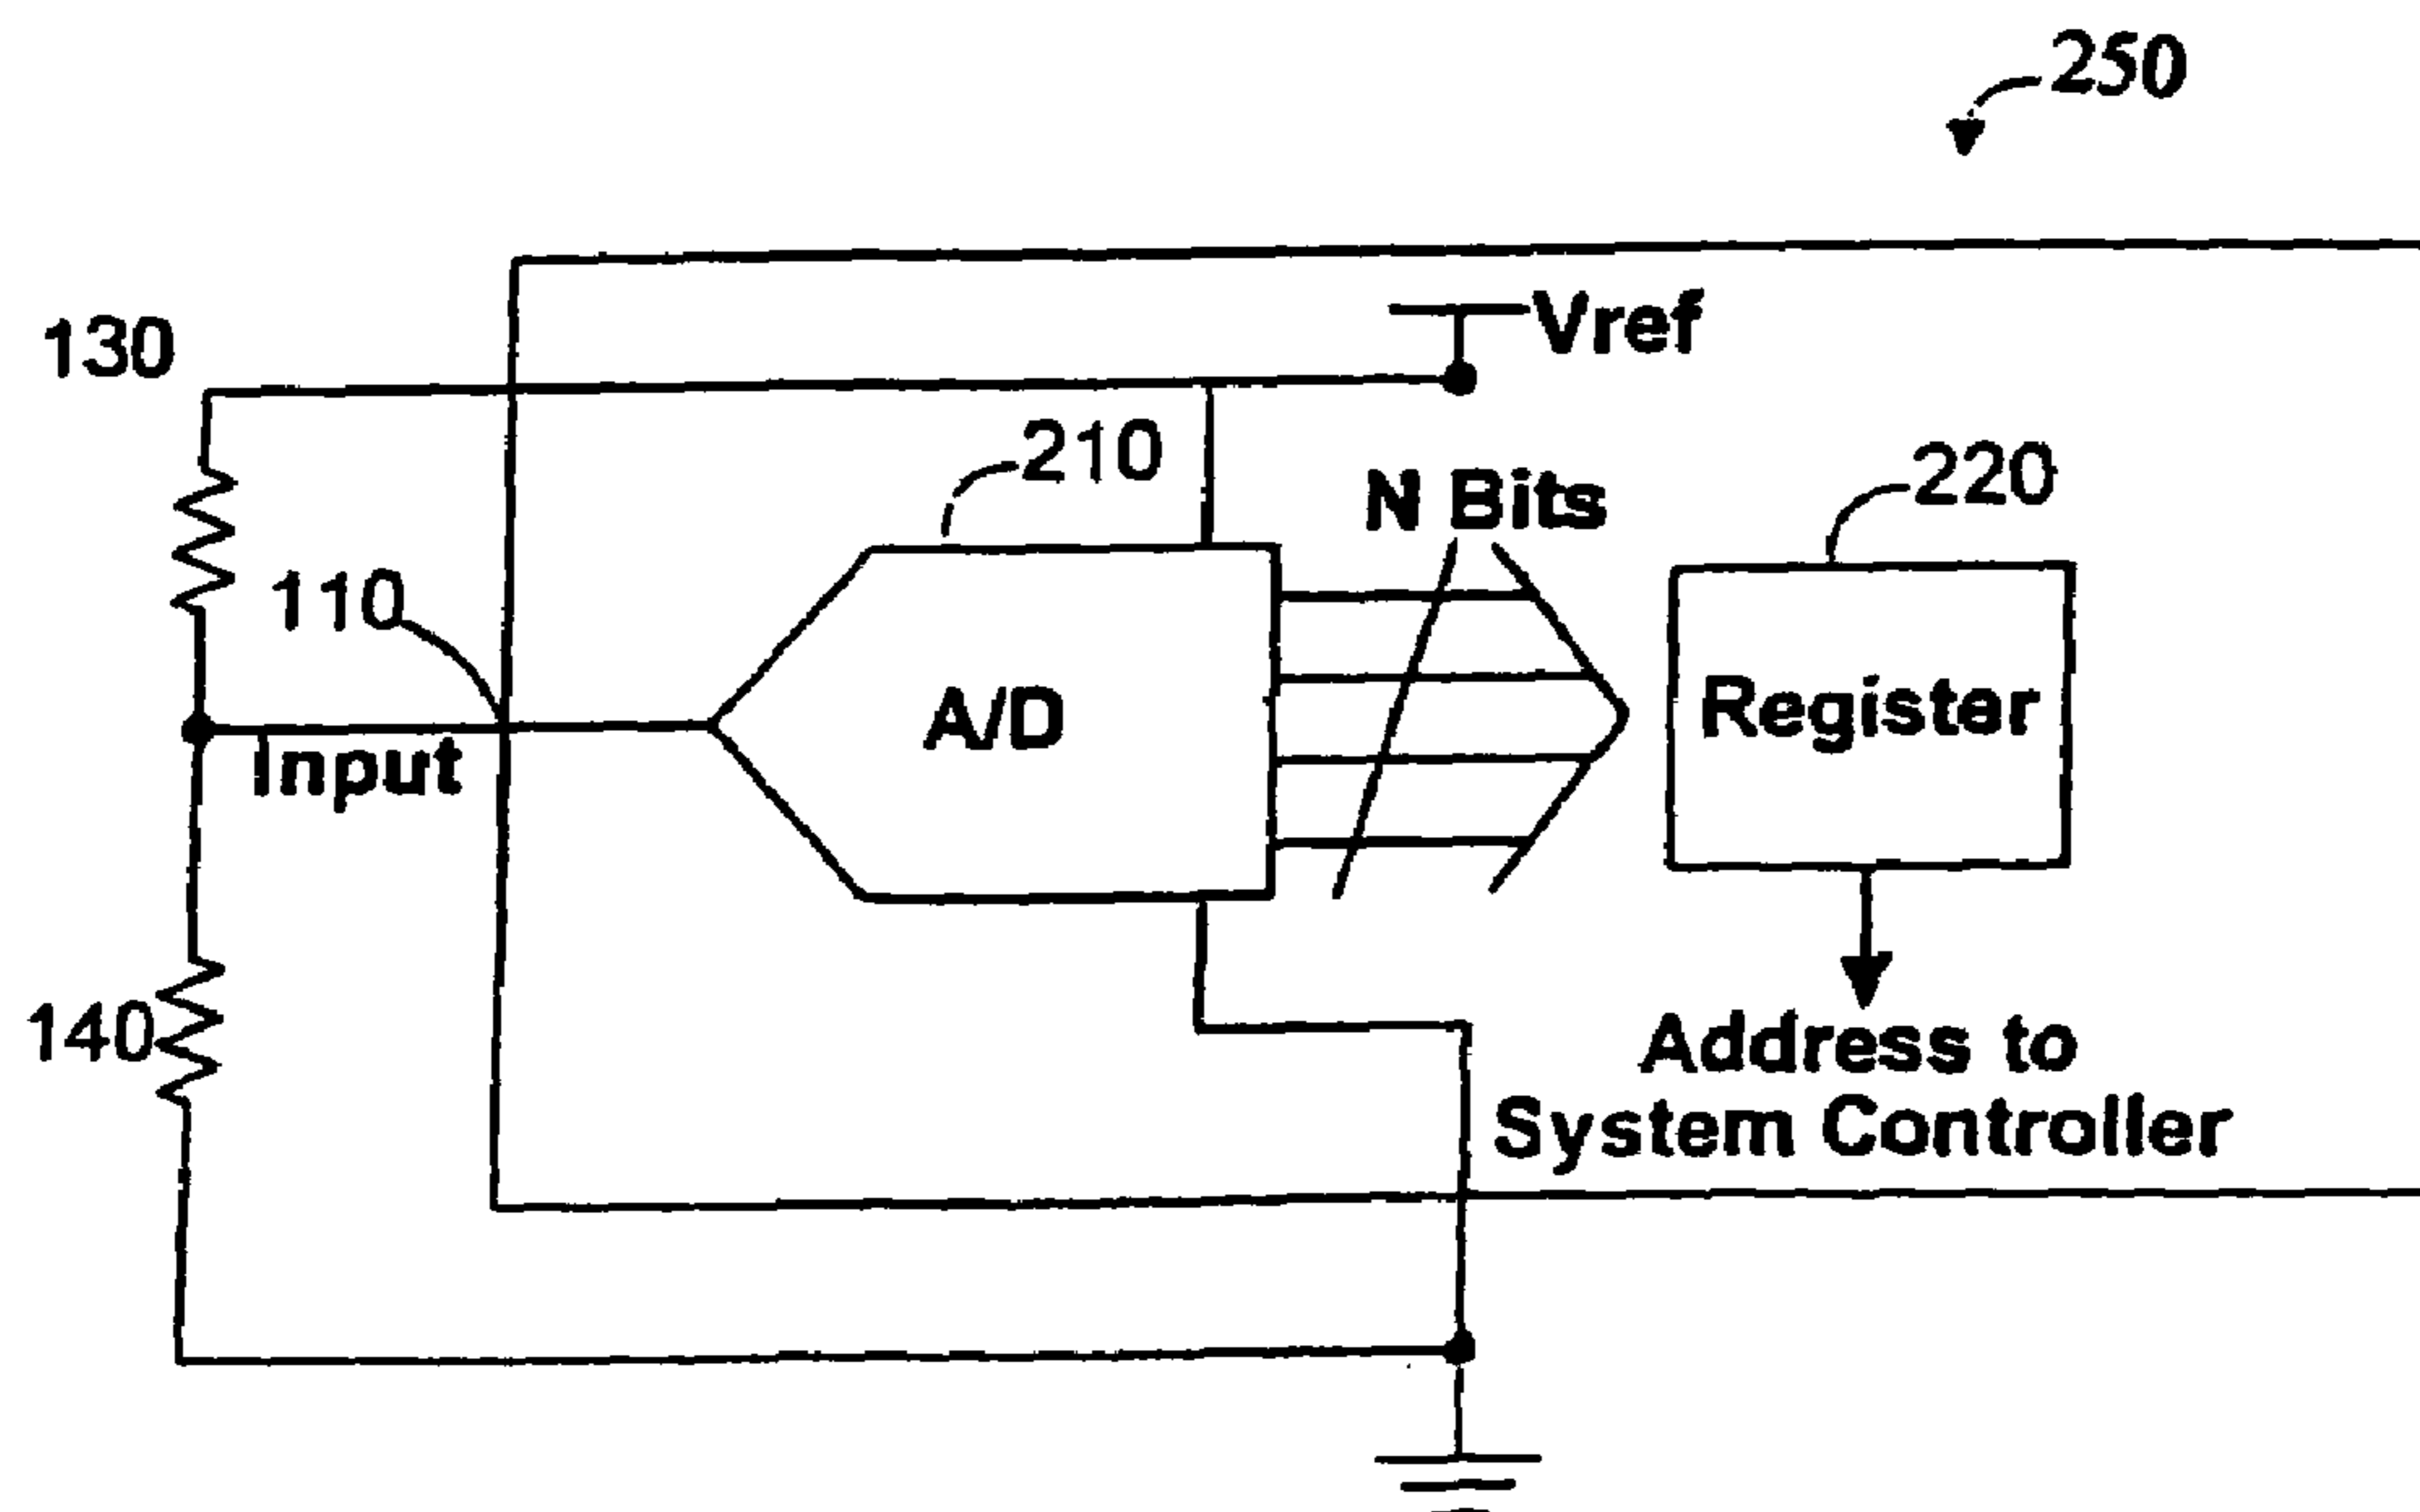 250
Vref
130
210
N Bits
220
110
A/D
Register
Input
140
Address to
System Controller